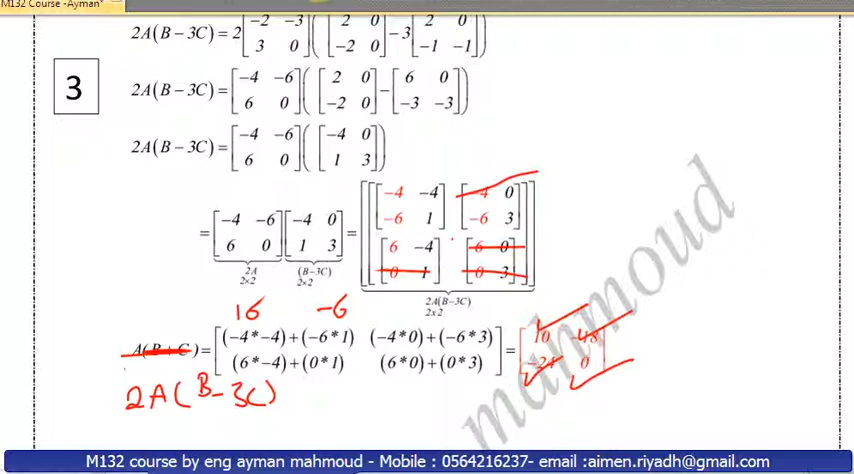 M132 Course -Ayman
2A(B−3C)=2[−2 −3; 3 0]([2 0; −2 0]−3[2 0; −1 −1])
3
2A(B−3C)=[−4 −6; 6 0]([2 0; −2 0]−[6 0; −3 −3])
2A(B−3C)=[−4 −6; 6 0]([−4 0; 1 3])
=[−4 −6; 6 0][−4 0; 1 3]=[[[−4 −4; −6 1] [−4 0; −6 3]] [[6 −4; 0 1] [6 0; 0 3]]]
2A 2×2 (B−3C) 2×2 2A(B−3C) 2×2
16 −6
A(B+C)=[(−4*−4)+(−6*1) (−4*0)+(−6*3); (6*−4)+(0*1) (6*0)+(0*3)]=[10 −18; −24 0]
2A(B-3C)
mahmoud
mahmoud
M132 course by eng ayman mahmoud - Mobile : 0564216237- email :aimen.riyadh@gmail.com